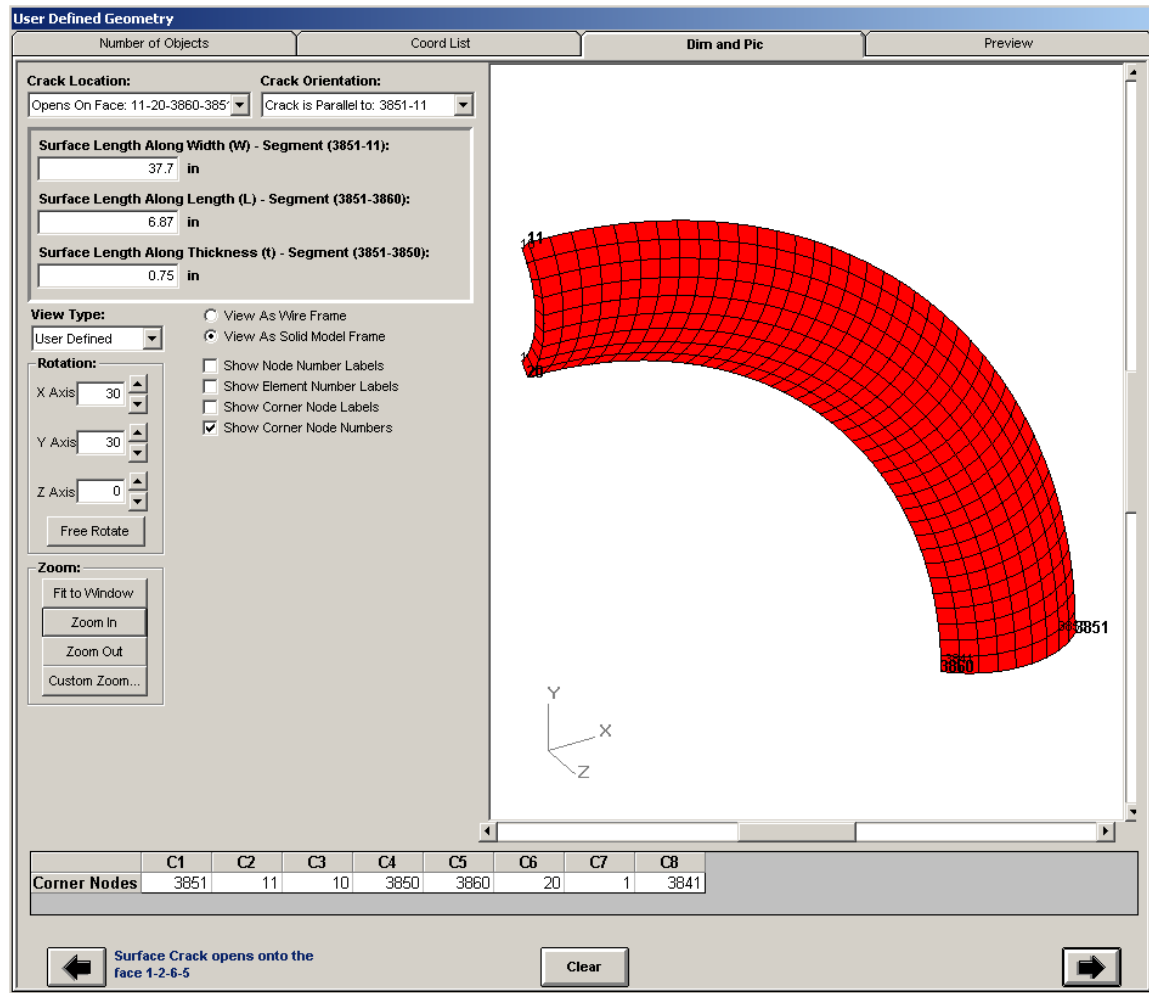 User Defined Geometry
Number of Objects
Coord List
Dim and Pic
Preview
Crack Location:
Crack Orientation:
Opens On Face: 11-20-3860-385
Crack is Parallel to: 3851-11
Surface Length Along Width (W) - Segment (3851-11):
37.7 in
Surface Length Along Length (L) - Segment (3851-3860):
6.87 in
Surface Length Along Thickness (t) - Segment (3851-3850):
0.75 in
View Type:
User Defined
View As Wire Frame
View As Solid Model Frame
Rotation:
X Axis 30
Y Axis 30
Z Axis 0
Free Rotate
Show Node Number Labels
Show Element Number Labels
Show Corner Node Labels
Show Corner Node Numbers
Zoom:
Fit to Window
Zoom In
Zoom Out
Custom Zoom...
11
20
3851
3860
Y
X
Z
C1 C2 C3 C4 C5 C6 C7 C8
Corner Nodes 3851 11 10 3850 3860 20 1 3841
Surface Crack opens onto the
face 1-2-6-5
Clear